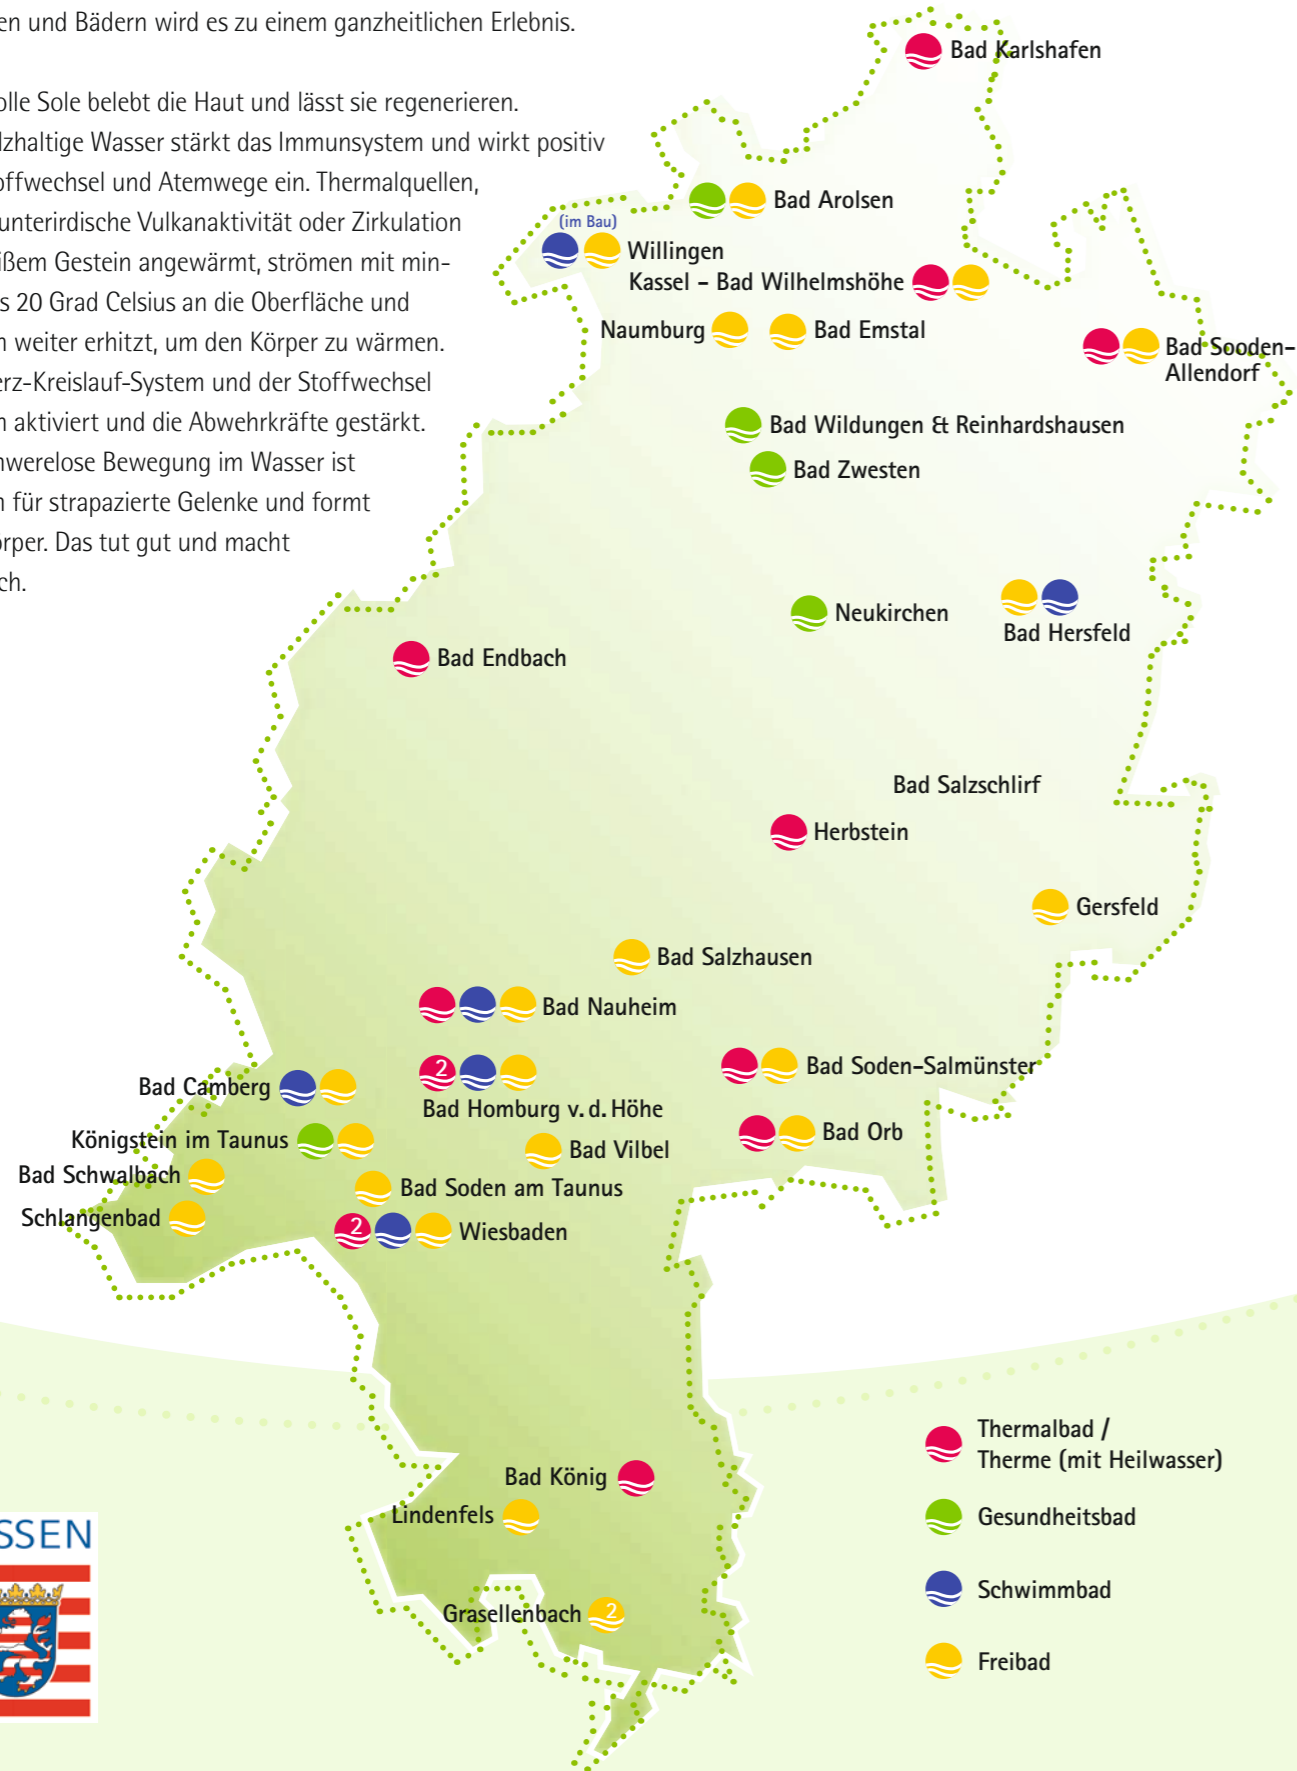 en und Bädern wird es zu einem ganzheitlichen Erlebnis.
olle Sole belebt die Haut und lässt sie regenerieren.
lzhaltige Wasser stärkt das Immunsystem und wirkt positiv
offwechsel und Atemwege ein. Thermalquellen,
unterirdische Vulkanaktivität oder Zirkulation
ißem Gestein angewärmt, strömen mit min-
s 20 Grad Celsius an die Oberfläche und
n weiter erhitzt, um den Körper zu wärmen.
erz-Kreislauf-System und der Stoffwechsel
n aktiviert und die Abwehrkräfte gestärkt.
hwerelose Bewegung im Wasser ist
n für strapazierte Gelenke und formt
örper. Das tut gut und macht
ch.
Bad Karlshafen
Bad Arolsen
(im Bau)
Willingen
Kassel – Bad Wilhelmshöhe
Naumburg
Bad Emstal
Bad Sooden-
Allendorf
Bad Wildungen & Reinhardshausen
Bad Zwesten
Neukirchen
Bad Hersfeld
Bad Endbach
Bad Salzschlirf
Herbstein
Gersfeld
Bad Salzhausen
Bad Nauheim
Bad Soden-Salmünster
2
Bad Camberg
Bad Homburg v. d. Höhe
Bad Orb
Königstein im Taunus
Bad Vilbel
Bad Schwalbach
Bad Soden am Taunus
Schlangenbad
2
Wiesbaden
Bad König
Lindenfels
Grasellenbach
2
Thermalbad /
Therme (mit Heilwasser)
Gesundheitsbad
Schwimmbad
Freibad
SSEN